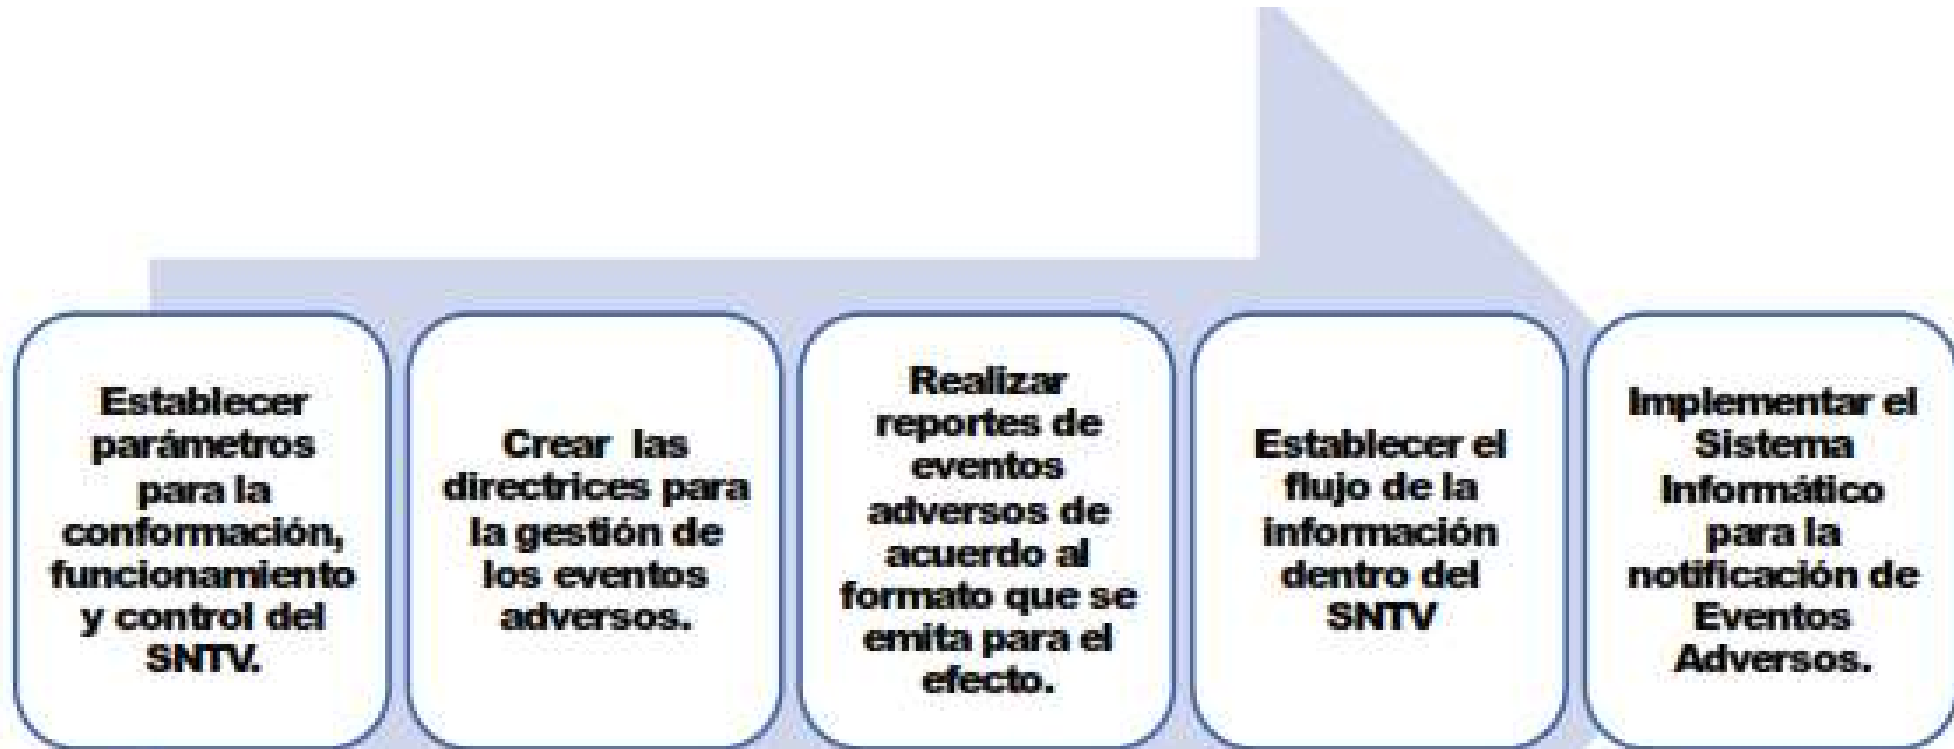 Establecer
parámetros
para la
conformación,
funcionamiento
y control del
SNTV.
Crear las
directrices para
la gestión de
los eventos
adversos.
Realizar
reportes de
eventos
adversos de
acuerdo al
formato que se
emita para el
efecto.
Establecer el
flujo de la
información
dentro del
SNTV
Implementar el
Sistema
Informático
para la
notificación de
Eventos
Adversos.